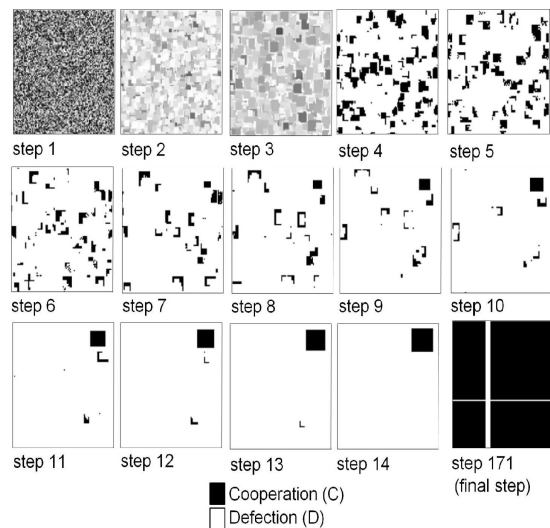 step 1
step 2
step 3
step 4
step 5
step 6
step 7
step 8
step 9
step 10
step 11
step 12
step 13
step 14
step 171
(final step)
Cooperation (C)
Defection (D)